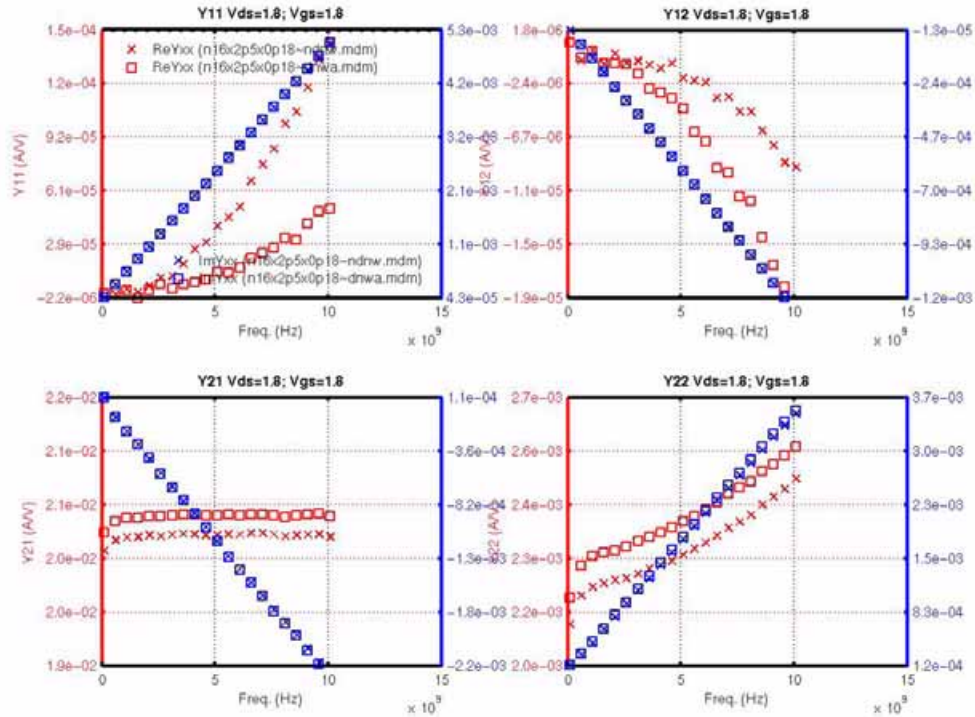 Y11 Vds=1.8; Vgs=1.8
1.5e-04
1.2e-04
9.2e-05
6.1e-05
2.9e-05
-2.2e-06
Y11 (A/V)
5.3e-03
4.2e-03
3.2e-03
2.1e-03
1.1e-03
4.3e-05
ReYxx (n16x2p5x0p18~ndnw.mdm)
ReYxx (n16x2p5x0p18~dnwa.mdm)
ImYxx (n16x2p5x0p18~ndnw.mdm)
(n16x2p5x0p18~dnwa.mdm)
0 5 10 15
Freq. (Hz)
x 10^9
Y12 Vds=1.8; Vgs=1.8
1.8e-06
-2.4e-06
-6.7e-06
-1.1e-05
-1.5e-05
-1.9e-05
(A/V)
-1.3e-05
-2.4e-04
-4.7e-04
-7.0e-04
-9.3e-04
-1.2e-03
0 5 10 15
Freq. (Hz)
x 10^9
Y21 Vds=1.8; Vgs=1.8
2.2e-02
2.1e-02
2.1e-02
2.0e-02
2.0e-02
1.9e-02
Y21 (A/V)
1.1e-04
-3.6e-04
-8.2e-04
-1.3e-03
-1.8e-03
-2.2e-03
0 5 10 15
Freq. (Hz)
x 10^9
Y22 Vds=1.8; Vgs=1.8
2.7e-03
2.6e-03
2.4e-03
2.3e-03
2.2e-03
2.0e-03
(A/V)
3.7e-03
3.0e-03
2.3e-03
1.5e-03
8.3e-04
1.2e-04
0 5 10 15
Freq. (Hz)
x 10^9